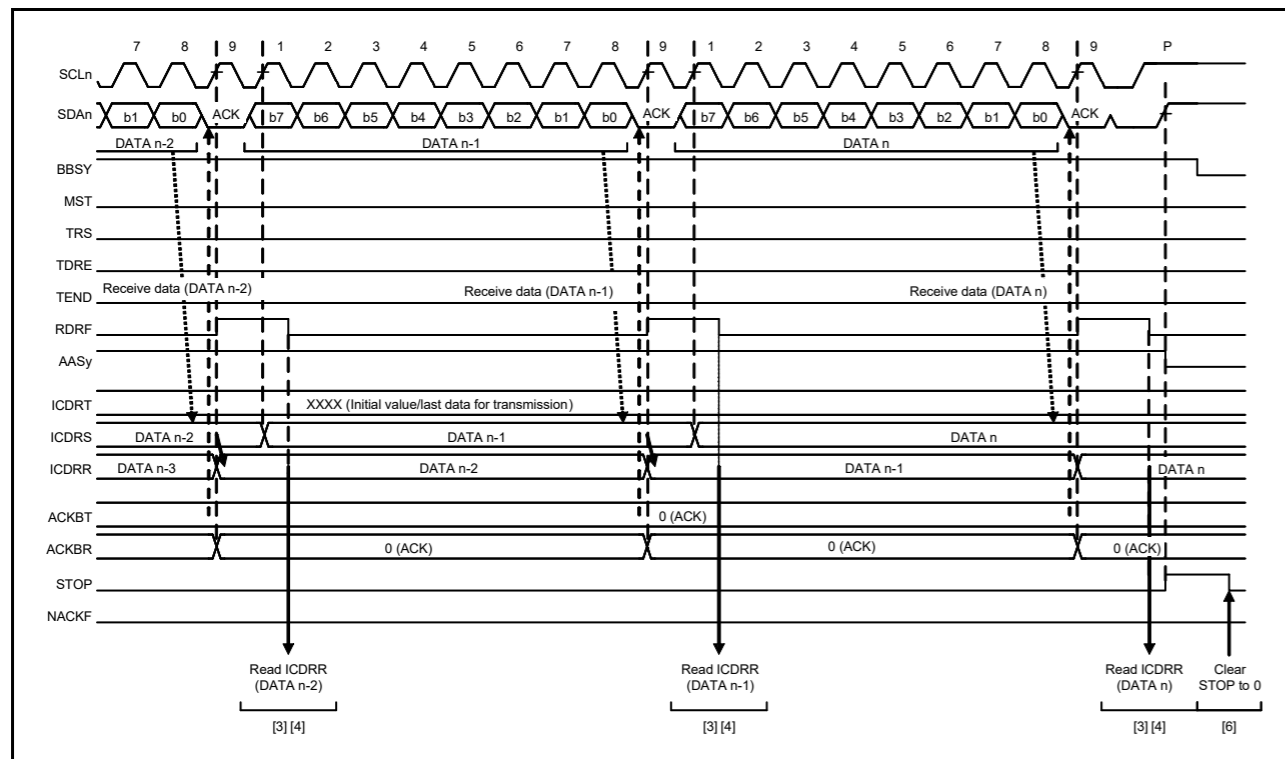 7 8 9 1 2 3 4 5 6 7 8 9 1 2 3 4 5 6 7 8 9 P
SCLn
SDAn b1 b0 ACK b7 b6 b5 b4 b3 b2 b1 b0 ACK b7 b6 b5 b4 b3 b2 b1 b0 ACK
DATA n-2 DATA n-1 DATA n
BBSY
MST
TRS
TDRE
Receive data (DATA n-2) Receive data (DATA n-1) Receive data (DATA n)
TEND
RDRF
AASy
ICDRT XXXX (Initial value/last data for transmission)
ICDRS DATA n-2 DATA n-1 DATA n
ICDRR DATA n-3 DATA n-2 DATA n-1 DATA n
ACKBT 0 (ACK)
ACKBR 0 (ACK) 0 (ACK) 0 (ACK)
STOP
NACKF
Read ICDRR Read ICDRR Read ICDRR Clear
(DATA n-2) (DATA n-1) (DATA n) STOP to 0
[3] [4] [3] [4] [3] [4] [6]